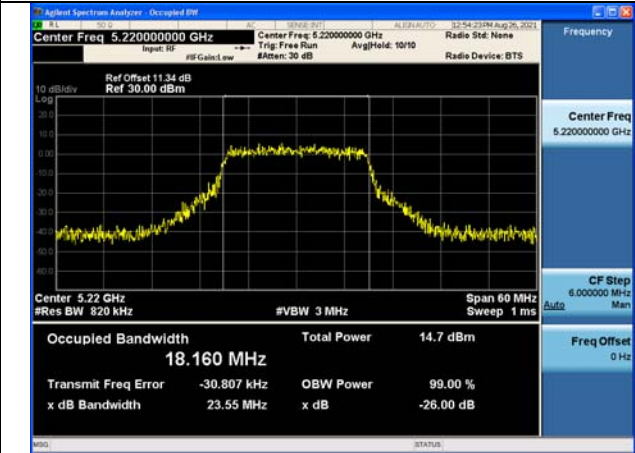 Agilent Spectrum Analyzer - Occupied BW
RL 50 Ω AC SENSE:INT ALIGN AUTO 12:54:23 PM Aug 26, 2021
Center Freq 5.220000000 GHz
Center Freq: 5.220000000 GHz
Radio Std: None
Input: RF
Trig: Free Run
Avg|Hold: 10/10
#IFGain:Low
#Atten: 30 dB
Radio Device: BTS
Ref Offset 11.34 dB
10 dB/div
Ref 30.00 dBm
Log
20.0
10.0
0.00
-10.0
-20.0
-30.0
-40.0
-50.0
-60.0
Center 5.22 GHz
Span 60 MHz
#Res BW 820 kHz
#VBW 3 MHz
Sweep 1 ms
Occupied Bandwidth
18.160 MHz
Total Power 14.7 dBm
Transmit Freq Error -30.807 kHz
OBW Power 99.00 %
x dB Bandwidth 23.55 MHz
x dB -26.00 dB
MSG
STATUS
Frequency
Center Freq
5.220000000 GHz
CF Step
6.000000 MHz
Auto Man
Freq Offset
0 Hz